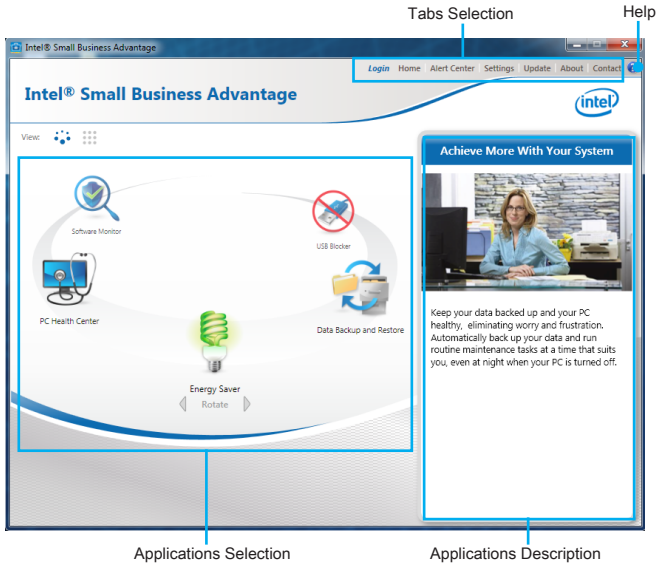 Tabs Selection
Help
Intel® Small Business Advantage
Login Home Alert Center Settings Update About Contact
Intel® Small Business Advantage
intel
View:
Achieve More With Your System
Software Monitor
USB Blocker
PC Health Center
Data Backup and Restore
Energy Saver
Rotate
Keep your data backed up and your PC
healthy, eliminating worry and frustration.
Automatically back up your data and run
routine maintenance tasks at a time that suits
you, even at night when your PC is turned off.
Applications Selection
Applications Description